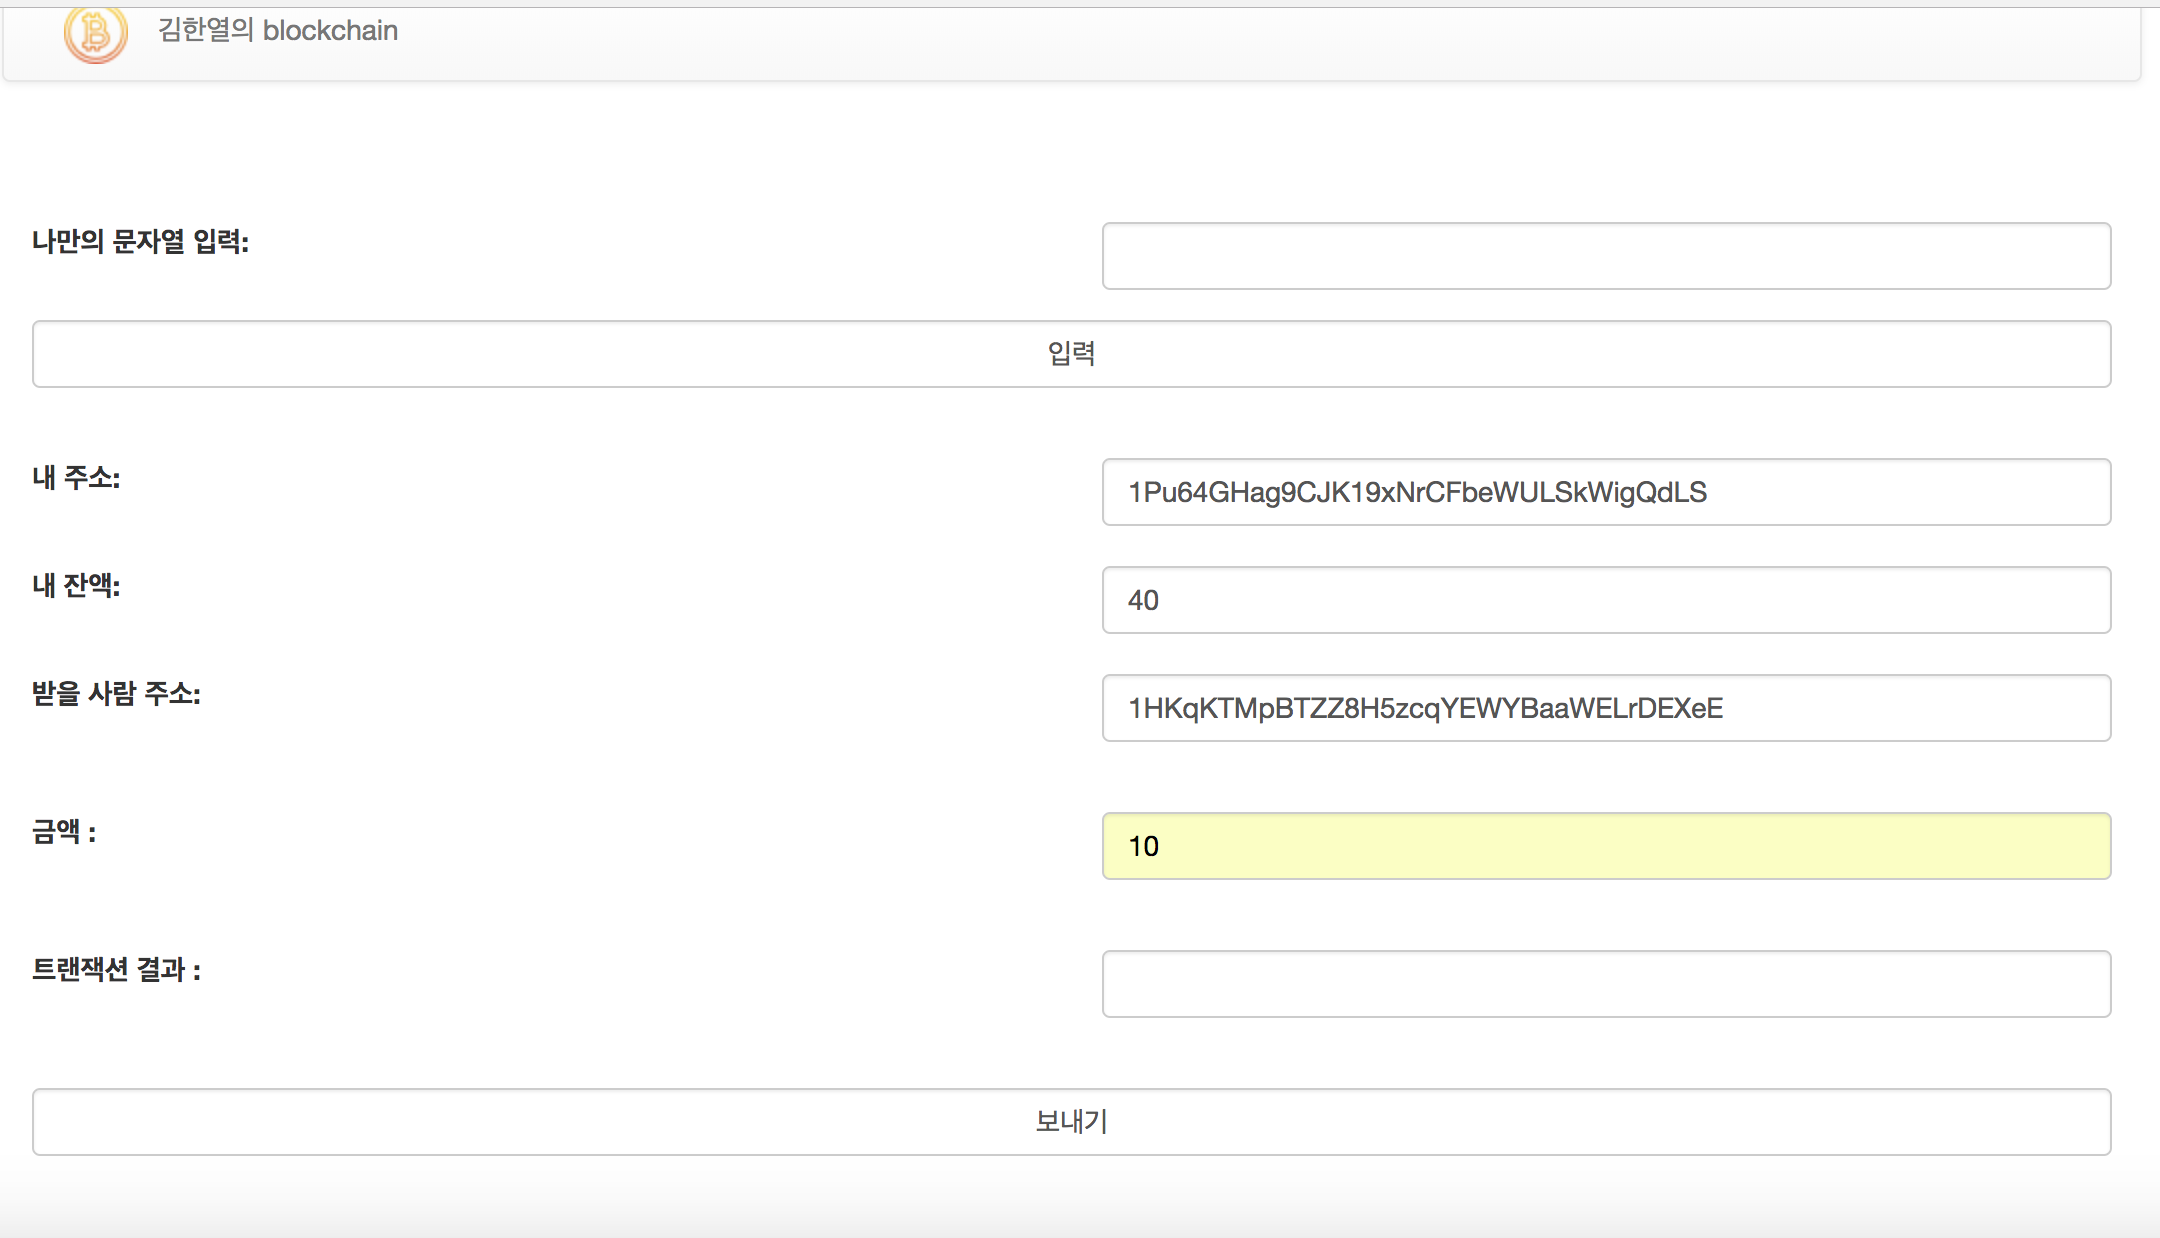 김한열의 blockchain
나만의 문자열 입력:
입력
내 주소:
1Pu64GHag9CJK19xNrCFbeWULSkWigQdLS
내 잔액:
40
받을 사람 주소:
1HKqKTMpBTZZ8H5zcqYEWYBaaWELrDEXeE
금액 :
10
트랜잭션 결과 :
보내기